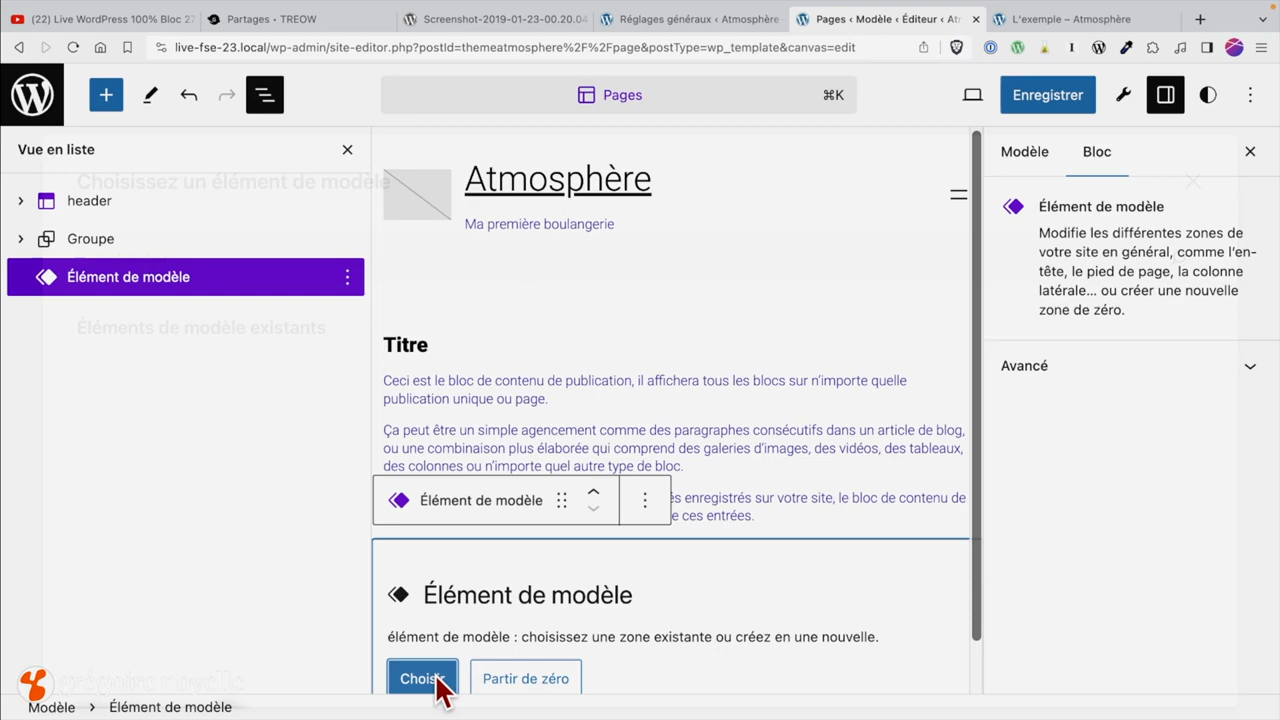 (22) Live WordPress 100% Bloc 27
Partages · TREOW
Screenshot-2019-01-23-00.20.04
Réglages généraux ‹ Atmosphère
Pages ‹ Modèle ‹ Éditeur ‹ At
L'exemple – Atmosphère
live-fse-23.local/wp-admin/site-editor.php?postId=themeatmosphere%2F%2Fpage&postType=wp_template&canvas=edit
Pages
⌘K
Enregistrer
Vue en liste
Choisissez un élément de modèle
header
Groupe
Élément de modèle
Éléments de modèle existants
Atmosphère
Ma première boulangerie
Titre
Ceci est le bloc de contenu de publication, il affichera tous les blocs sur n'importe quelle
publication unique ou page.
Ça peut être un simple agencement comme des paragraphes consécutifs dans un article de blog,
ou une combinaison plus élaborée qui comprend des galeries d'images, des vidéos, des tableaux,
des colonnes ou n'importe quel autre type de bloc.
Élément de modèle
és enregistrés sur votre site, le bloc de contenu de
e ces entrées.
Élément de modèle
élément de modèle : choisissez une zone existante ou créez en une nouvelle.
Choisir
Partir de zéro
Modèle
Bloc
Élément de modèle
Modifie les différentes zones de
votre site en général, comme l'en-
tête, le pied de page, la colonne
latérale… ou créer une nouvelle
zone de zéro.
Avancé
grégoire noyelle
Modèle
Élément de modèle